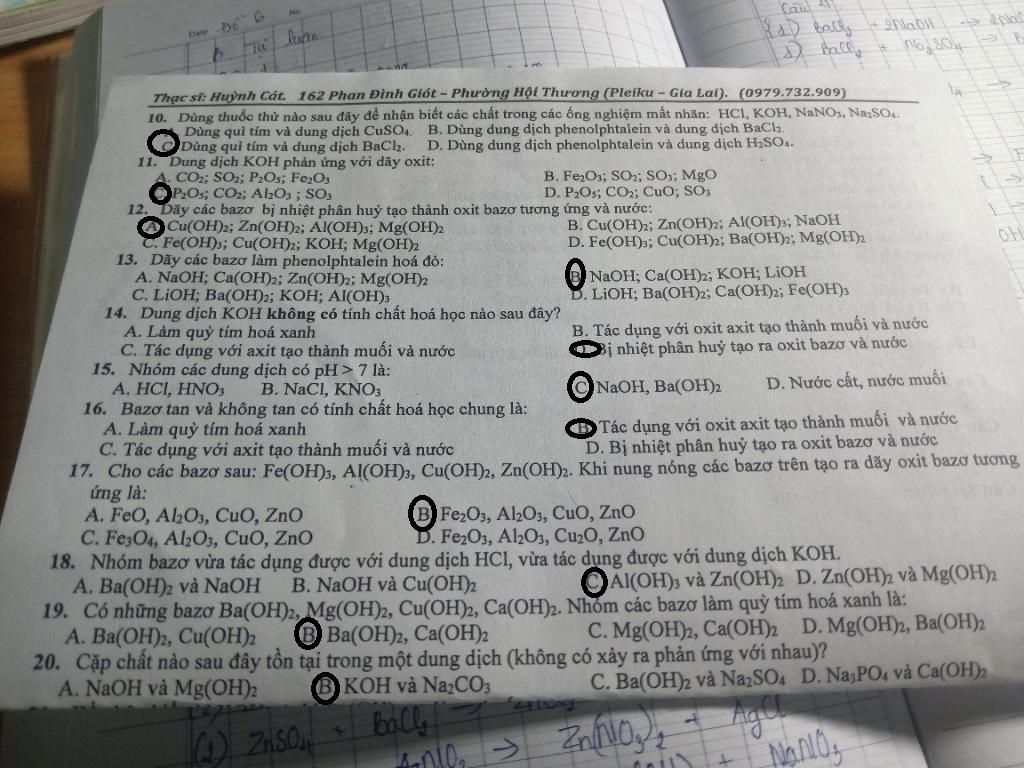 Date
No
Đề 6
B Tự luận
Câu 2:
BaCl₂ + 2NaOH → 2Na
BaCl₂ + Na₂SO₄ → B
Thạc sĩ: Huỳnh Cát. 162 Phan Đình Giót – Phường Hội Thương (Pleiku – Gia Lai). (0979.732.909)
10. Dùng thuốc thử nào sau đây để nhận biết các chất trong các ống nghiệm mất nhãn: HCl, KOH, NaNO₃, Na₂SO₄.
Dùng quì tím và dung dịch CuSO₄. B. Dùng dung dịch phenolphtalein và dung dịch BaCl₂
C Dùng quì tím và dung dịch BaCl₂. D. Dùng dung dịch phenolphtalein và dung dịch H₂SO₄.
11. Dung dịch KOH phản ứng với dãy oxit:
A. CO₂; SO₂; P₂O₅; Fe₂O₃ B. Fe₂O₃; SO₂; SO₃; MgO
C P₂O₅; CO₂; Al₂O₃ ; SO₃ D. P₂O₅; CO₂; CuO; SO₃
12. Dãy các bazơ bị nhiệt phân huỷ tạo thành oxit bazơ tương ứng và nước:
A Cu(OH)₂; Zn(OH)₂; Al(OH)₃; Mg(OH)₂ B. Cu(OH)₂; Zn(OH)₂; Al(OH)₃; NaOH
C. Fe(OH)₃; Cu(OH)₂; KOH; Mg(OH)₂ D. Fe(OH)₃; Cu(OH)₂; Ba(OH)₂; Mg(OH)₂
13. Dãy các bazơ làm phenolphtalein hoá đỏ:
A. NaOH; Ca(OH)₂; Zn(OH)₂; Mg(OH)₂ B NaOH; Ca(OH)₂; KOH; LiOH
C. LiOH; Ba(OH)₂; KOH; Al(OH)₃ D. LiOH; Ba(OH)₂; Ca(OH)₂; Fe(OH)₃
14. Dung dịch KOH không có tính chất hoá học nào sau đây?
A. Làm quỳ tím hoá xanh B. Tác dụng với oxit axit tạo thành muối và nước
C. Tác dụng với axit tạo thành muối và nước D Bị nhiệt phân huỷ tạo ra oxit bazơ và nước
15. Nhóm các dung dịch có pH > 7 là:
A. HCl, HNO₃ B. NaCl, KNO₃ C NaOH, Ba(OH)₂ D. Nước cất, nước muối
16. Bazơ tan và không tan có tính chất hoá học chung là:
A. Làm quỳ tím hoá xanh B Tác dụng với oxit axit tạo thành muối và nước
C. Tác dụng với axit tạo thành muối và nước D. Bị nhiệt phân huỷ tạo ra oxit bazơ và nước
17. Cho các bazơ sau: Fe(OH)₃, Al(OH)₃, Cu(OH)₂, Zn(OH)₂. Khi nung nóng các bazơ trên tạo ra dãy oxit bazơ tương
ứng là:
A. FeO, Al₂O₃, CuO, ZnO B Fe₂O₃, Al₂O₃, CuO, ZnO
C. Fe₃O₄, Al₂O₃, CuO, ZnO D. Fe₂O₃, Al₂O₃, Cu₂O, ZnO
18. Nhóm bazơ vừa tác dụng được với dung dịch HCl, vừa tác dụng được với dung dịch KOH.
A. Ba(OH)₂ và NaOH B. NaOH và Cu(OH)₂ C Al(OH)₃ và Zn(OH)₂ D. Zn(OH)₂ và Mg(OH)₂
19. Có những bazơ Ba(OH)₂, Mg(OH)₂, Cu(OH)₂, Ca(OH)₂. Nhóm các bazơ làm quỳ tím hoá xanh là:
A. Ba(OH)₂, Cu(OH)₂ B Ba(OH)₂, Ca(OH)₂ C. Mg(OH)₂, Ca(OH)₂ D. Mg(OH)₂, Ba(OH)₂
20. Cặp chất nào sau đây tồn tại trong một dung dịch (không có xảy ra phản ứng với nhau)?
A. NaOH và Mg(OH)₂ B KOH và Na₂CO₃ C. Ba(OH)₂ và Na₂SO₄ D. Na₃PO₄ và Ca(OH)₂
(2) ZnSO₄ + BaCl₂
AgNO₃ → Zn(NO₃)₂ + AgCl
+ NaNO₃